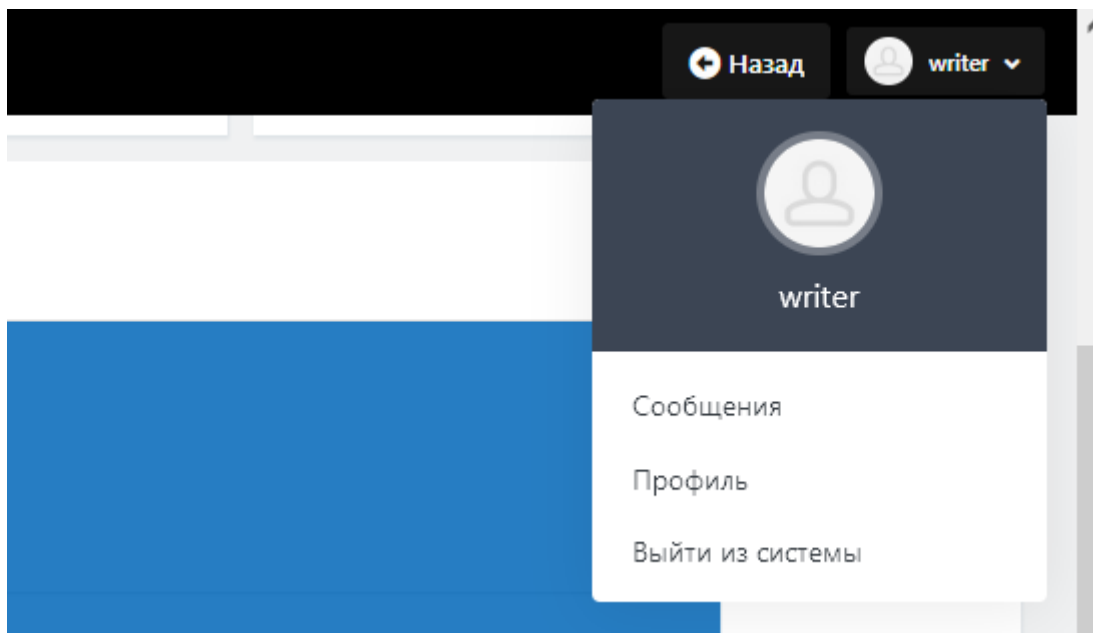 Назад
writer
writer
Сообщения
Профиль
Выйти из системы